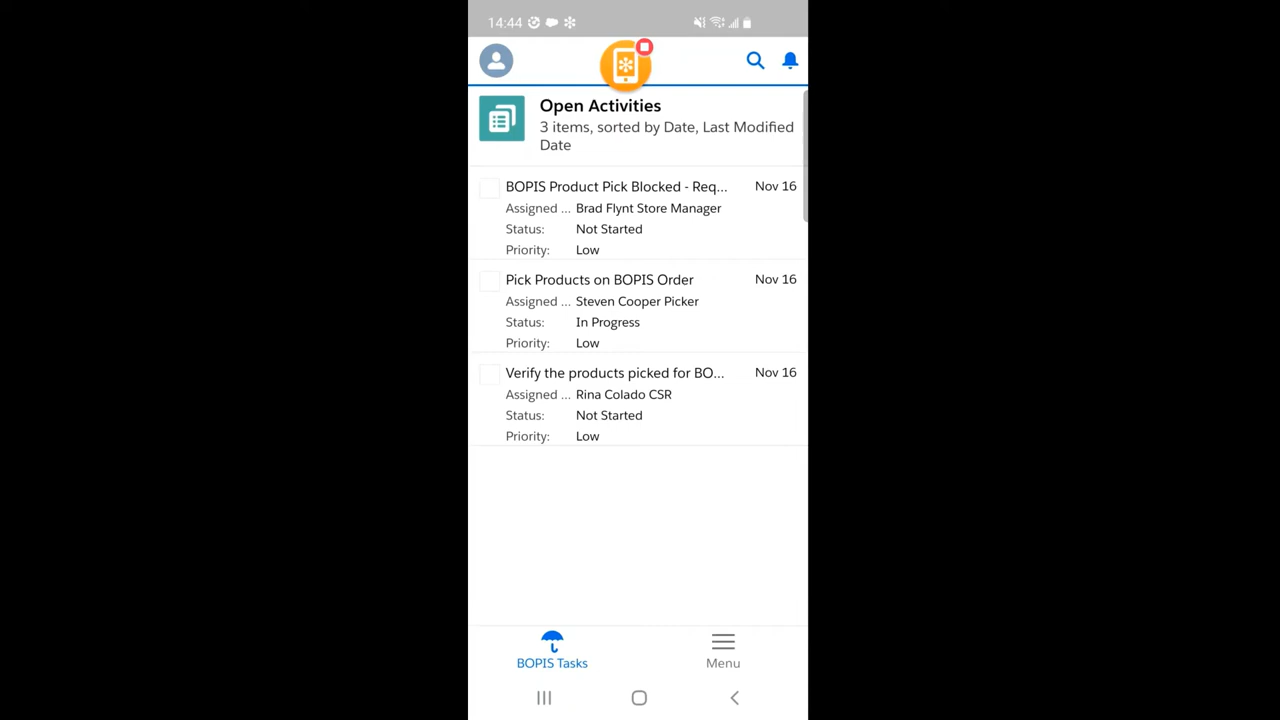 14:44
Open Activities
3 items, sorted by Date, Last Modified
Date
BOPIS Product Pick Blocked - Req... Nov 16
Assigned ... Brad Flynt Store Manager
Status: Not Started
Priority: Low
Pick Products on BOPIS Order Nov 16
Assigned ... Steven Cooper Picker
Status: In Progress
Priority: Low
Verify the products picked for BO... Nov 16
Assigned ... Rina Colado CSR
Status: Not Started
Priority: Low
BOPIS Tasks Menu